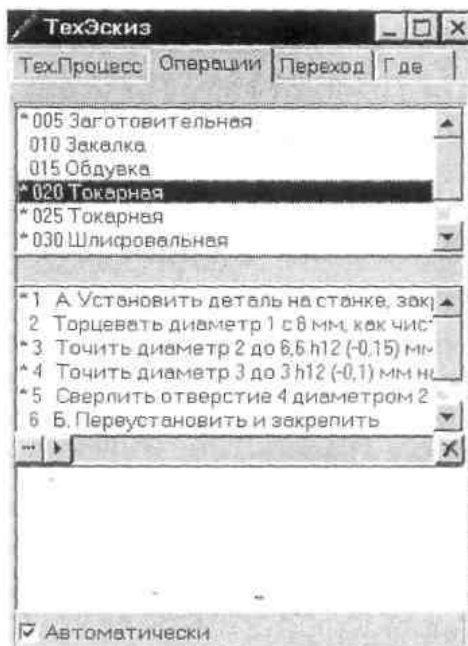 ТехЭскиз
Тех.Процесс Операции Переход Где
*005 Заготовительная
010 Закалка
015 Обдувка
*020 Токарная
*025 Токарная
*030 Шлифовальная
*1 А. Установить деталь на станке, зак
2 Торцевать диаметр 1 с 8 мм, как чис
*3 Точить диаметр 2 до 6,6 h12 (-0,15) мм
*4 Точить диаметр 3 до 3 h12 (-0,1) мм
*5 Сверлить отверстие 4 диаметром 2
6 Б. Переустановить и закрепить
Автоматически